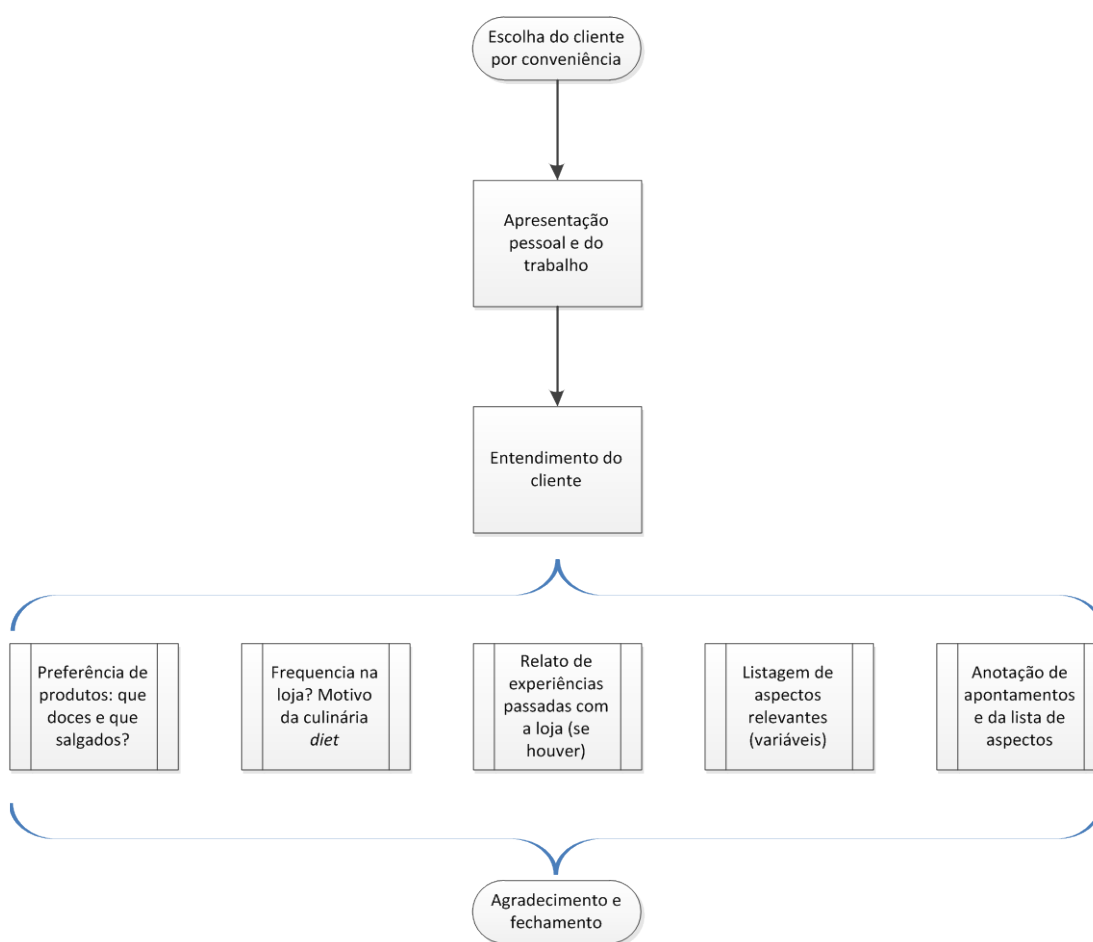 Escolha do cliente
por conveniência
Apresentação
pessoal e do
trabalho
Entendimento do
cliente
Preferência de
produtos: que
doces e que
salgados?
Frequencia na
loja? Motivo
da culinária
diet
Relato de
experiências
passadas com
a loja (se
houver)
Listagem de
aspectos
relevantes
(variáveis)
Anotação de
apontamentos
e da lista de
aspectos
Agradecimento e
fechamento